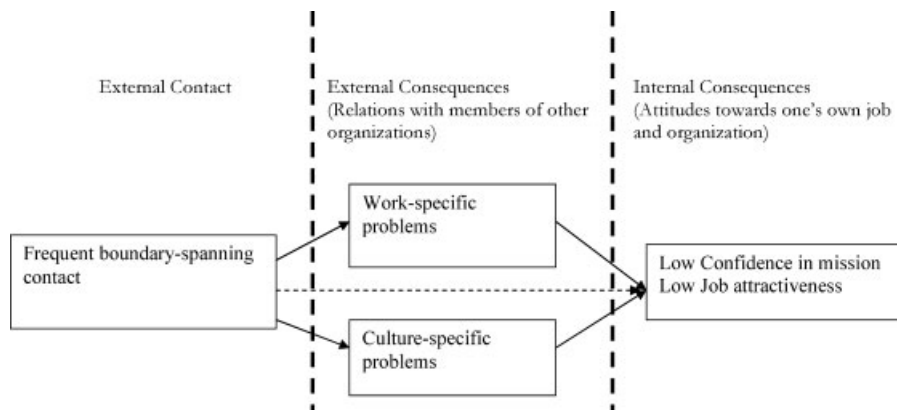 External Contact
External Consequences
(Relations with members of other
organizations)
Internal Consequences
(Attitudes towards one's own job
and organization)
Frequent boundary-spanning
contact
Work-specific
problems
Culture-specific
problems
Low Confidence in mission
Low Job attractiveness